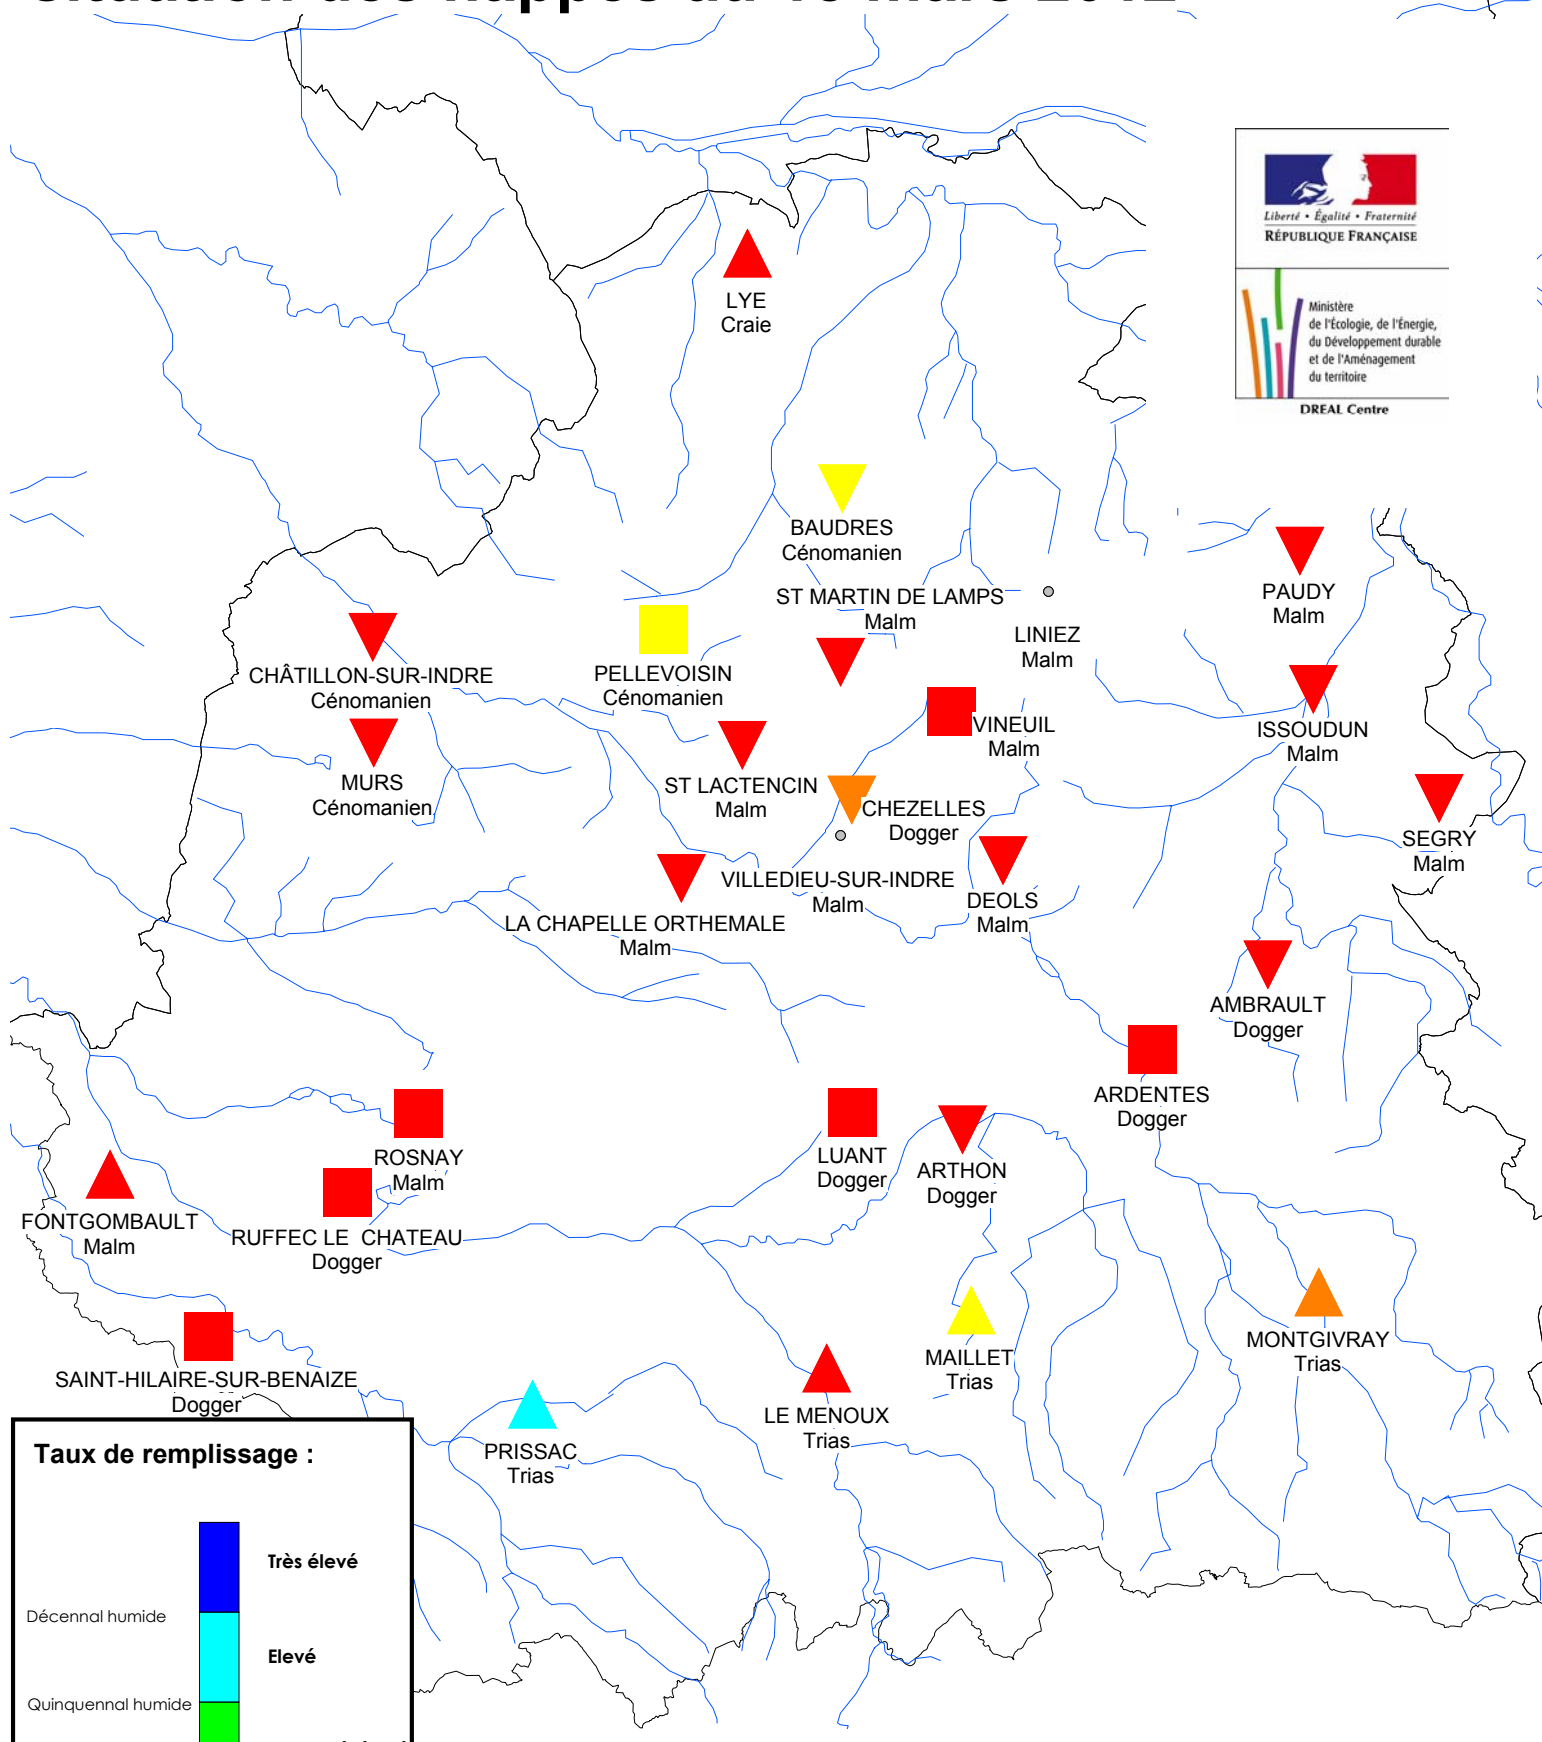 Liberté • Égalité • Fraternité
RÉPUBLIQUE FRANÇAISE
Ministère
de l'Écologie, de l'Énergie,
du Développement durable
et de l'Aménagement
du territoire
DREAL Centre
LYE
Craie
BAUDRES
Cénomanien
ST MARTIN DE LAMPS
Malm
LINIEZ
Malm
PAUDY
Malm
CHÂTILLON-SUR-INDRE
Cénomanien
PELLEVOISIN
Cénomanien
VINEUIL
Malm
ISSOUDUN
Malm
MURS
Cénomanien
ST LACTENCIN
Malm
CHEZELLES
Dogger
SEGRY
Malm
VILLEDIEU-SUR-INDRE
Malm
DEOLS
Malm
LA CHAPELLE ORTHEMALE
Malm
AMBRAULT
Dogger
ARDENTES
Dogger
ROSNAY
Malm
LUANT
Dogger
ARTHON
Dogger
FONTGOMBAULT
Malm
RUFFEC LE CHATEAU
Dogger
MONTGIVRAY
Trias
MAILLET
Trias
SAINT-HILAIRE-SUR-BENAIZE
Dogger
LE MENOUX
Trias
PRISSAC
Trias
Taux de remplissage :
Très élevé
Décennal humide
Elevé
Quinquennal humide